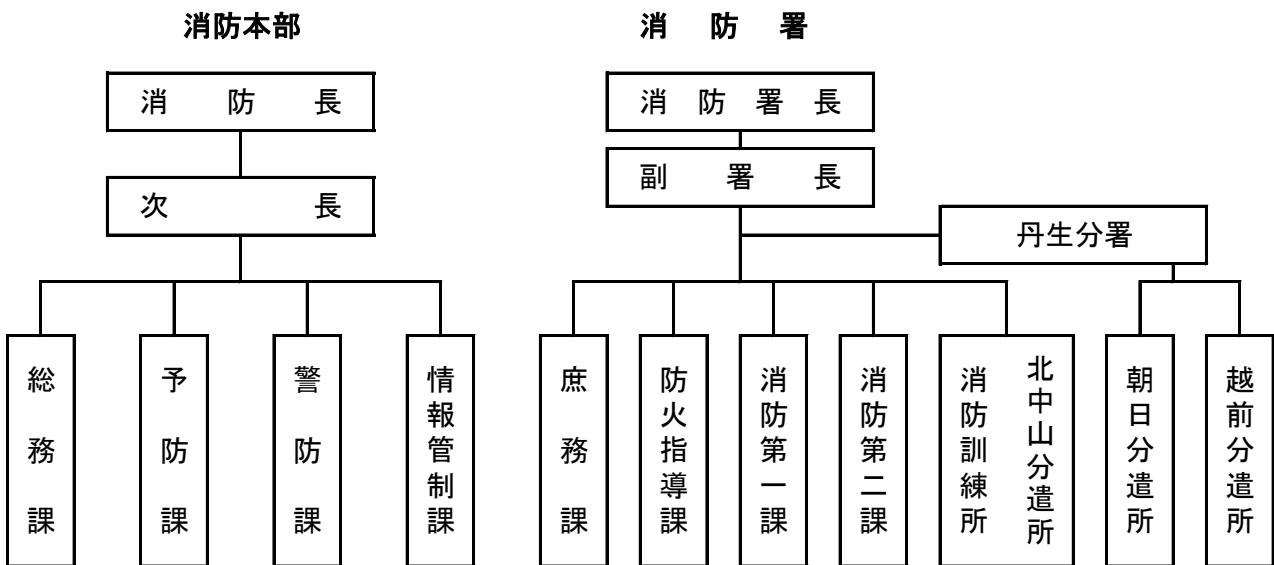 消防本部
消防署
消防長
消防署長
次長
副署長
丹生分署
総務課
予防課
警防課
情報管制課
庶務課
防火指導課
消防第一課
消防第二課
北中山分遣所
消防訓練所
朝日分遣所
越前分遣所